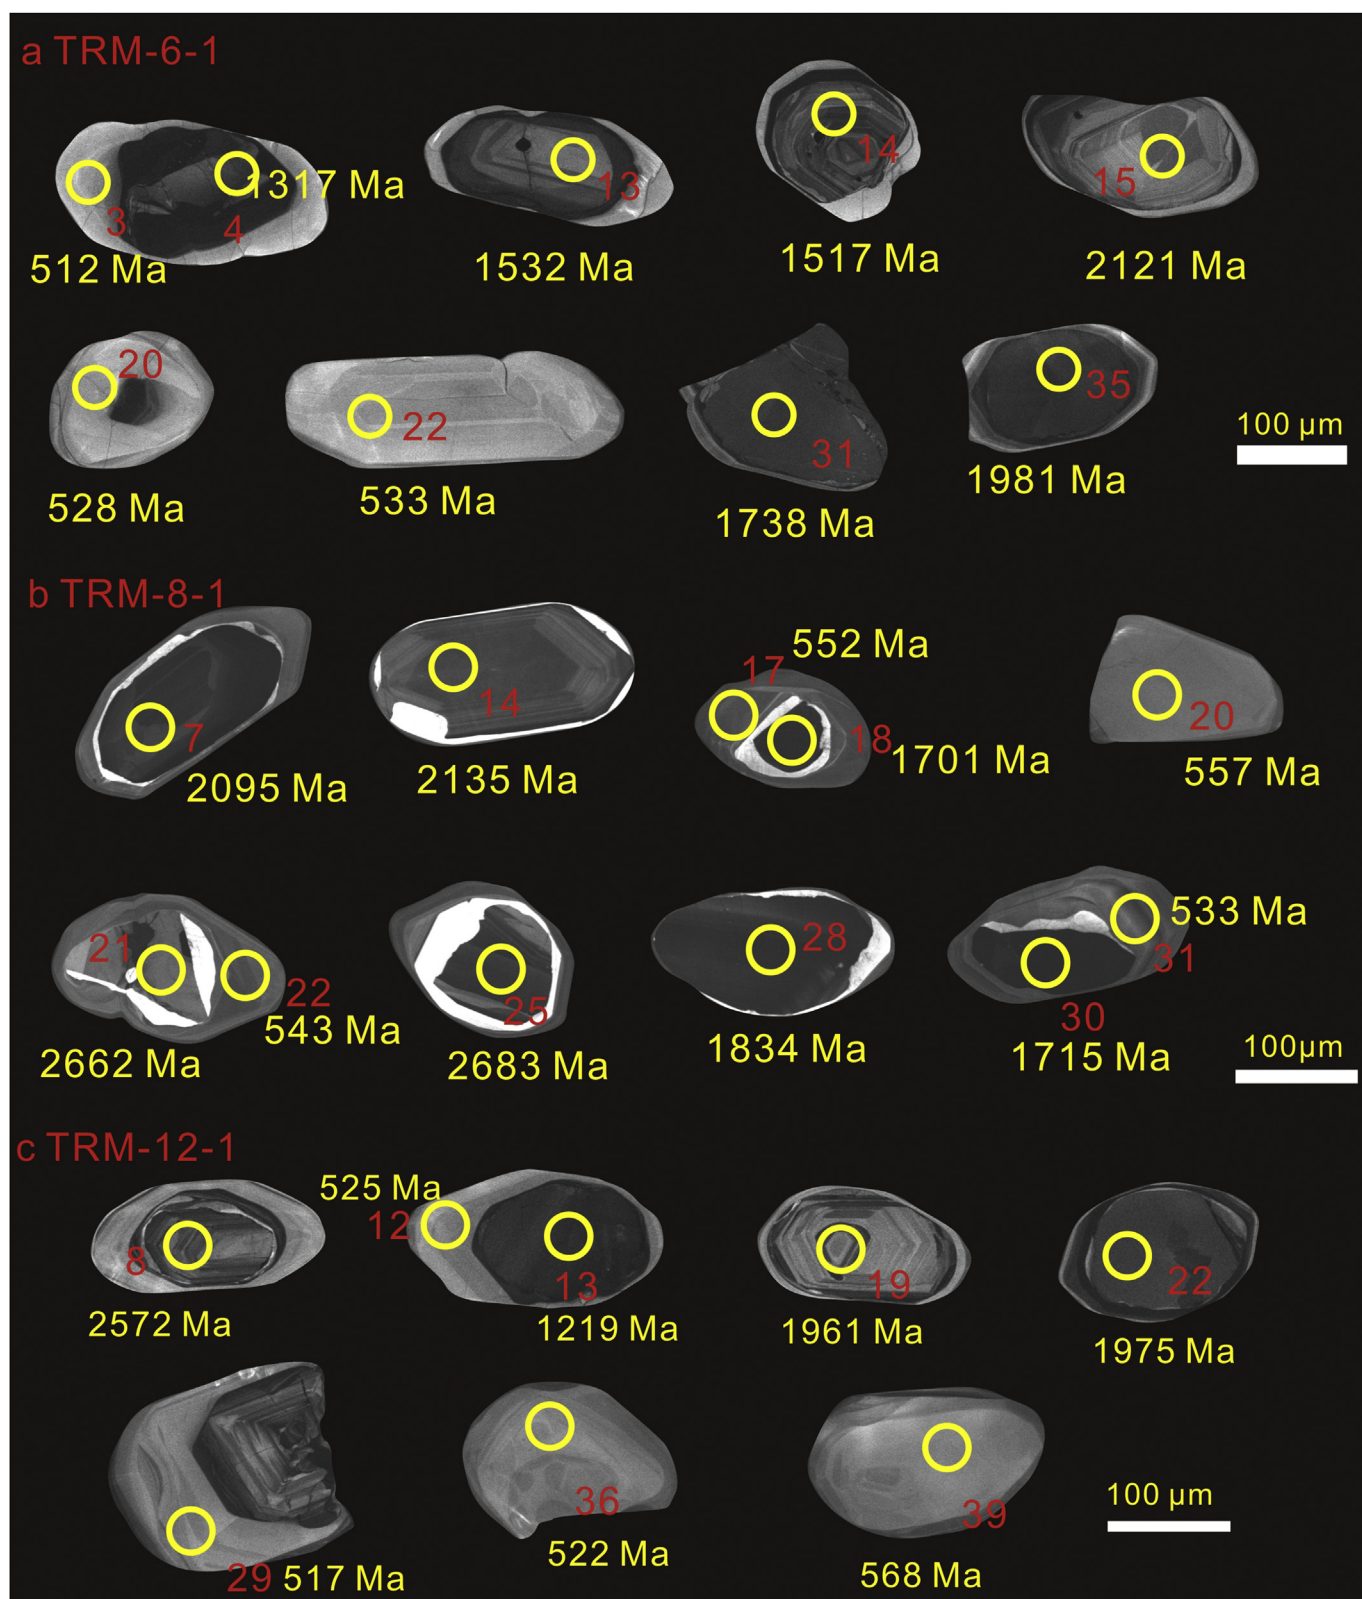 a TRM-6-1
3
512 Ma
4
1317 Ma
13
1532 Ma
14
1517 Ma
15
2121 Ma
20
528 Ma
22
533 Ma
31
1738 Ma
35
1981 Ma
100 µm
b TRM-8-1
7
2095 Ma
14
2135 Ma
17
552 Ma
18
1701 Ma
20
557 Ma
21
2662 Ma
22
543 Ma
25
2683 Ma
28
1834 Ma
30
1715 Ma
31
533 Ma
100µm
c TRM-12-1
8
2572 Ma
12
525 Ma
13
1219 Ma
19
1961 Ma
22
1975 Ma
29 517 Ma
36
522 Ma
39
568 Ma
100 µm